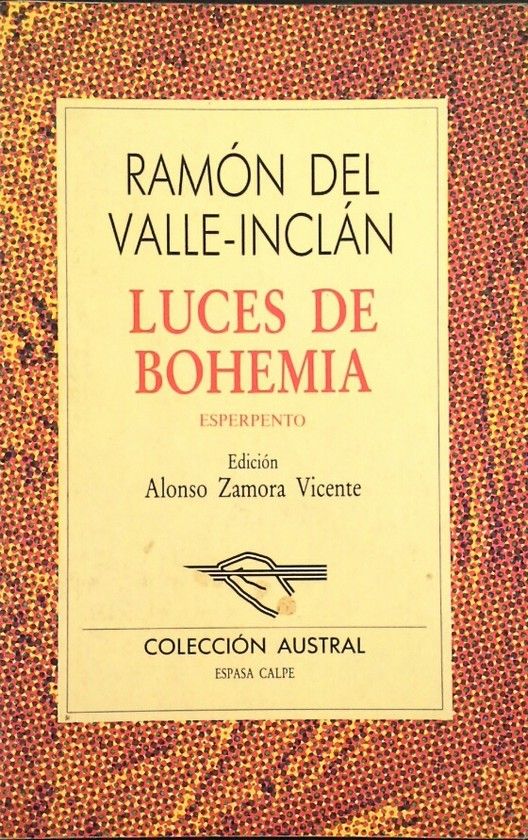 RAMÓN DEL
VALLE-INCLÁN
LUCES DE
BOHEMIA
ESPERPENTO
Edición
Alonso Zamora Vicente
COLECCIÓN AUSTRAL
ESPASA CALPE